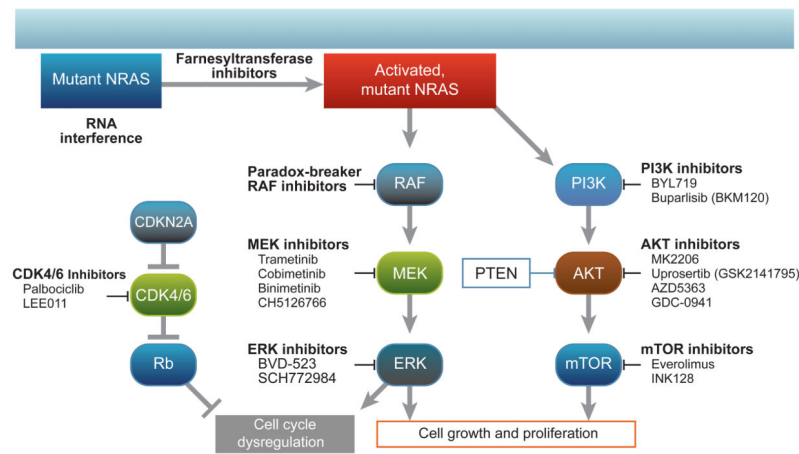 Mutant NRAS
Farnesyltransferase
inhibitors
Activated,
mutant NRAS
RNA
interference
Paradox-breaker
RAF inhibitors
RAF
PI3K
PI3K inhibitors
BYL719
Buparlisib (BKM120)
CDKN2A
CDK4/6 Inhibitors
Palbociclib
LEE011
CDK4/6
MEK inhibitors
Trametinib
Cobimetinib
Binimetinib
CH5126766
MEK
PTEN
AKT
AKT inhibitors
MK2206
Uprosertib (GSK2141795)
AZD5363
GDC-0941
Rb
ERK inhibitors
BVD-523
SCH772984
ERK
mTOR
mTOR inhibitors
Everolimus
INK128
Cell cycle
dysregulation
Cell growth and proliferation